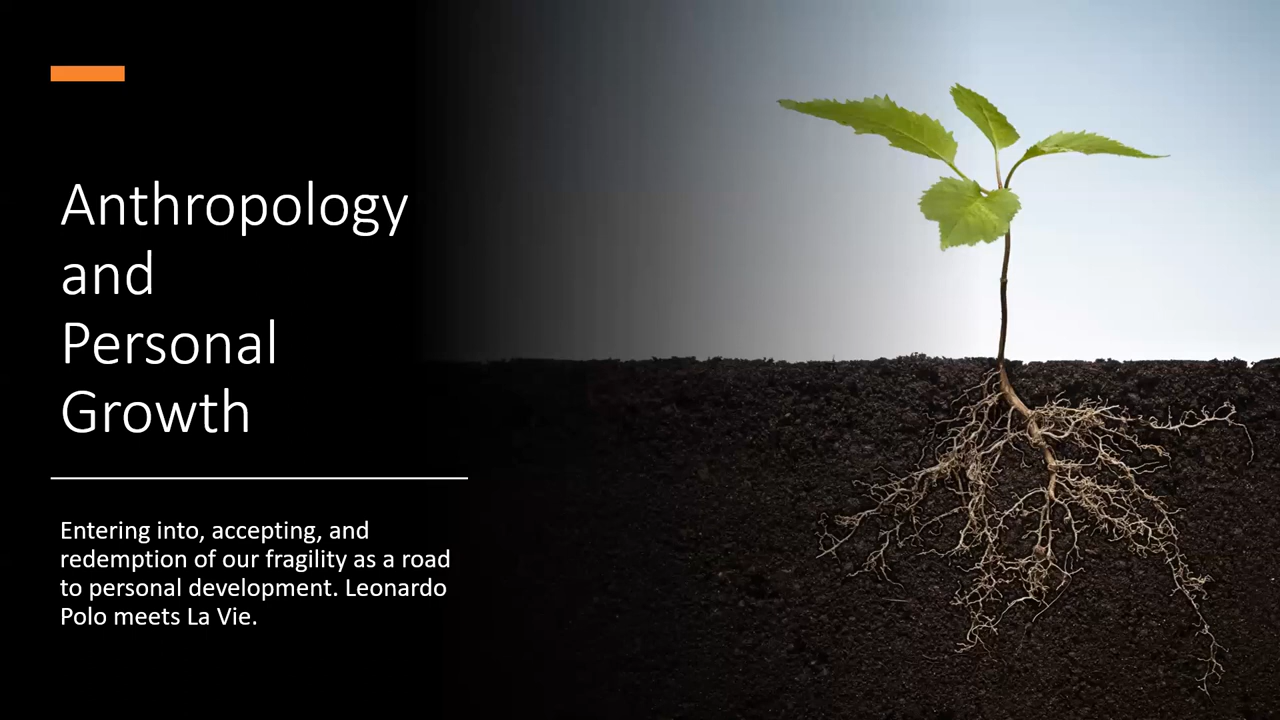 Anthropology
and
Personal
Growth
Entering into, accepting, and
redemption of our fragility as a road
to personal development. Leonardo
Polo meets La Vie.